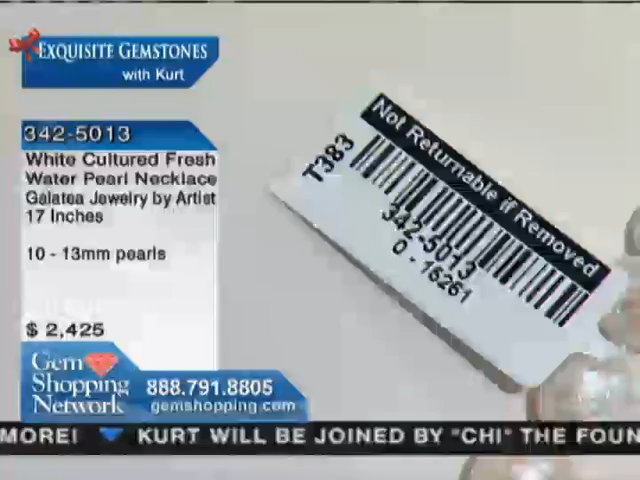 EXQUISITE GEMSTONES
with Kurt
342-5013
White Cultured Fresh
Water Pearl Necklace
Galatea Jewelry by Artist
17 Inches
10 - 13mm pearls
$ 2,425
Gem
Shopping
Network
888.791.8805
gemshopping.com
Not Returnable if Removed
T383
342-5013
0 - 15261
MORE! KURT WILL BE JOINED BY "CHI" THE FOUN